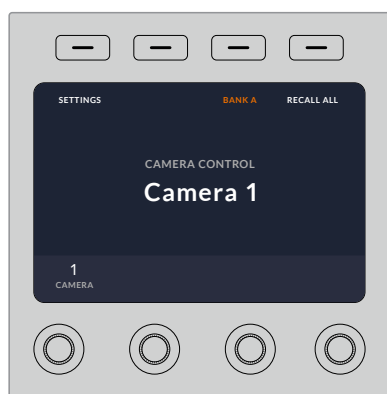 SETTINGS BANK A RECALL ALL
CAMERA CONTROL
Camera 1
1
CAMERA